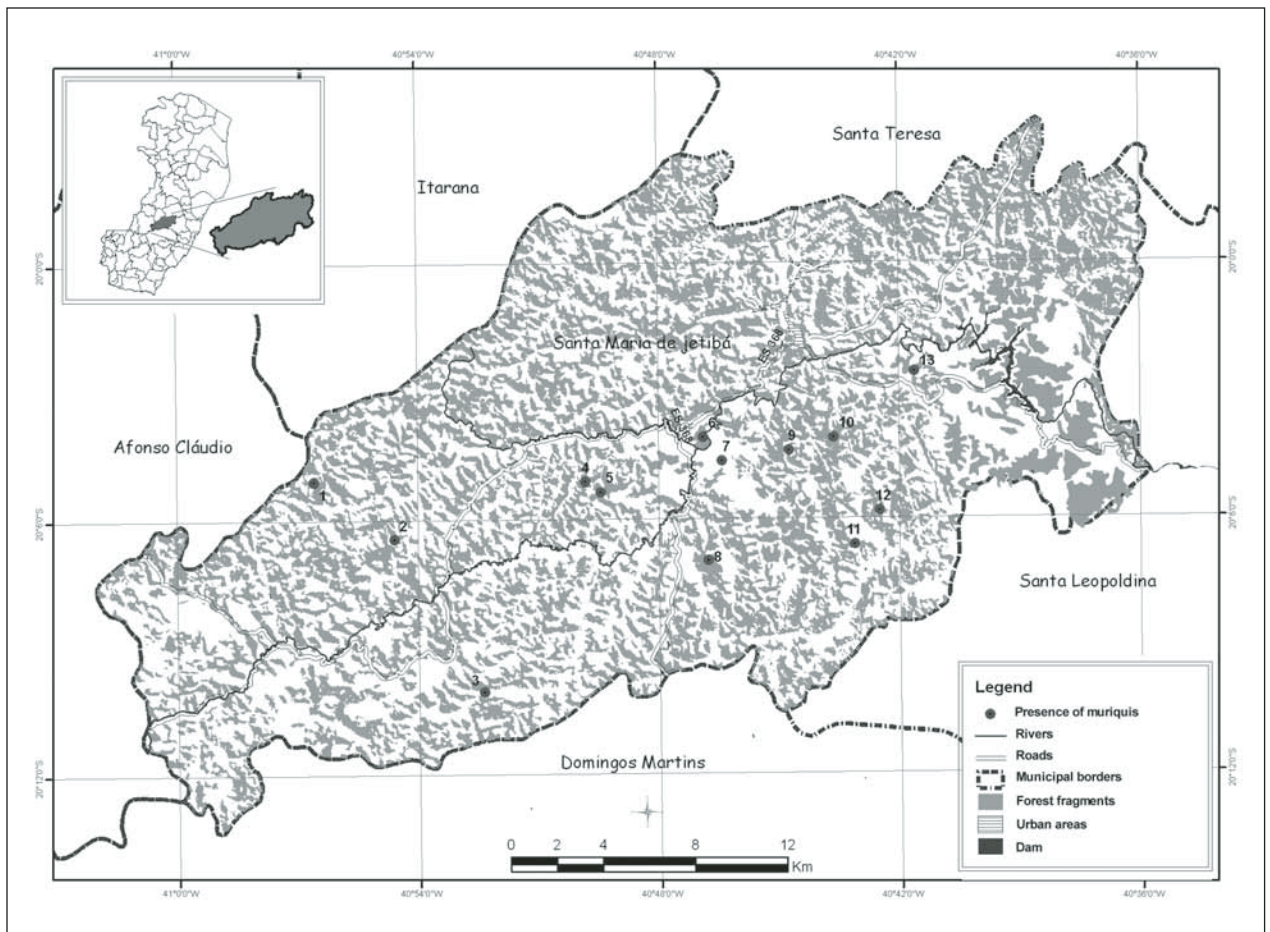 41°0'0"W
40°54'0"W
40°48'0"W
40°42'0"W
40°36'0"W
Santa Teresa
Itarana
20°0'0"S
20°0'0"S
Santa Maria de Jetibá
ES 368
13
6
10
9
7
Afonso Cláudio
4
5
1
12
2
11
20°6'0"S
20°6'0"S
8
Santa Leopoldina
3
Domingos Martins
20°12'0"S
20°12'0"S
Legend
Presence of muriquis
Rivers
Roads
Municipal borders
Forest fragments
Urban areas
Dam
0 2 4 8 12
Km
41°0'0"W
40°54'0"W
40°48'0"W
40°42'0"W
40°36'0"W